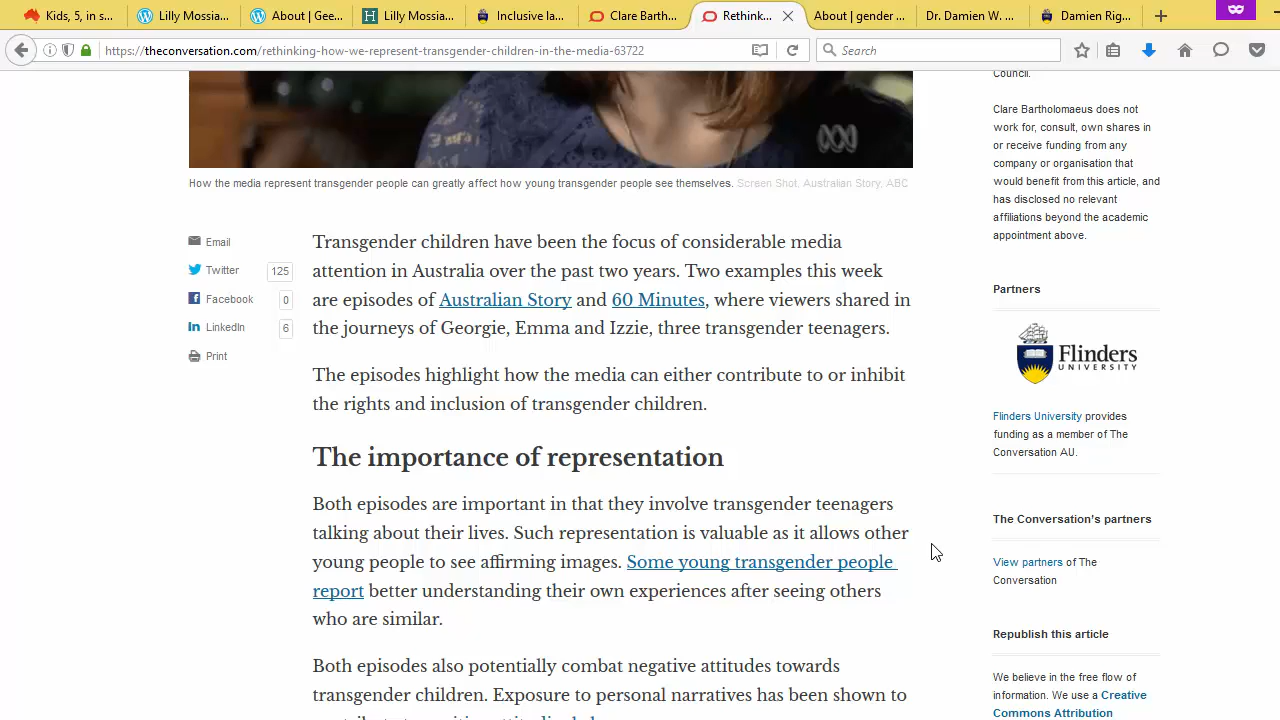 Kids, 5, in s...
Lilly Mossia...
About | Gee...
Lilly Mossia...
Inclusive la...
Clare Barth...
Rethink...
About | gender ...
Dr. Damien W. ...
Damien Rig...
https://theconversation.com/rethinking-how-we-represent-transgender-children-in-the-media-63722
Search
How the media represent transgender people can greatly affect how young transgender people see themselves. Screen Shot, Australian Story, ABC
Email
Twitter 125
Facebook 0
LinkedIn 6
Print
Transgender children have been the focus of considerable media
attention in Australia over the past two years. Two examples this week
are episodes of Australian Story and 60 Minutes, where viewers shared in
the journeys of Georgie, Emma and Izzie, three transgender teenagers.
The episodes highlight how the media can either contribute to or inhibit
the rights and inclusion of transgender children.
The importance of representation
Both episodes are important in that they involve transgender teenagers
talking about their lives. Such representation is valuable as it allows other
young people to see affirming images. Some young transgender people
report better understanding their own experiences after seeing others
who are similar.
Both episodes also potentially combat negative attitudes towards
transgender children. Exposure to personal narratives has been shown to
Council.
Clare Bartholomaeus does not
work for, consult, own shares in
or receive funding from any
company or organisation that
would benefit from this article, and
has disclosed no relevant
affiliations beyond the academic
appointment above.
Partners
Flinders
UNIVERSITY
Flinders University provides
funding as a member of The
Conversation AU.
The Conversation's partners
View partners of The
Conversation
Republish this article
We believe in the free flow of
information. We use a Creative
Commons Attribution